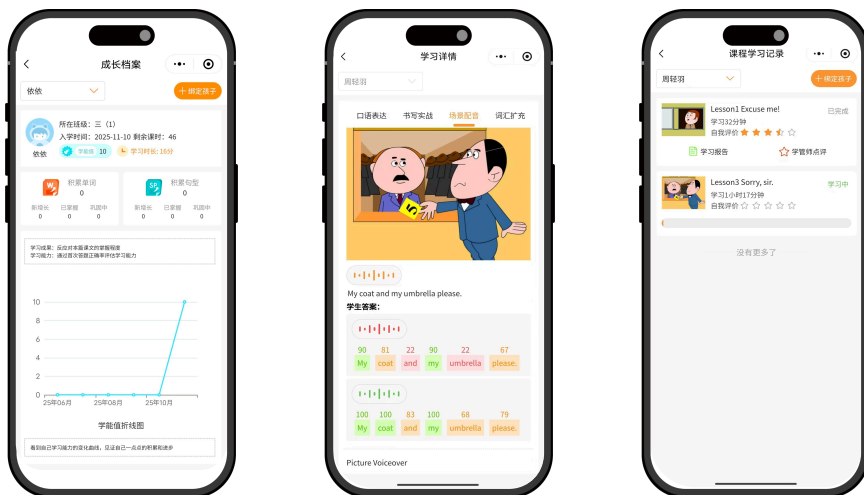 成长档案
依依
＋绑定孩子
所在班级：三（1）
入学时间：2025-11-10 剩余课时：46
依依
学能值 10
学习时长: 16分
积累单词
0
新增长 已掌握 巩固中
0 0 0
积累句型
0
新增长 已掌握 巩固中
0 0 0
学习成果：反应对本篇课文的掌握程度
学习能力：通过首次答题正确率评估学习能力
10
8
6
4
2
0
25年06月 25年08月 25年10月
学能值折线图
看到自己学习能力的变化曲线，见证自己一点点的积累和进步
学习详情
周轻羽
口语表达 书写实战 场景配音 词汇扩充
5
My coat and my umbrella please.
学生答案：
90 81 22 90 22 67
My coat and my umbrella please.
100 100 83 100 68 79
My coat and my umbrella please.
Picture Voiceover
课程学习记录
周轻羽
＋绑定孩子
Lesson1 Excuse me!
已完成
学习32分钟
自我评价
学习报告
学管师点评
Lesson3 Sorry, sir.
学习中
学习1小时17分钟
自我评价
没有更多了